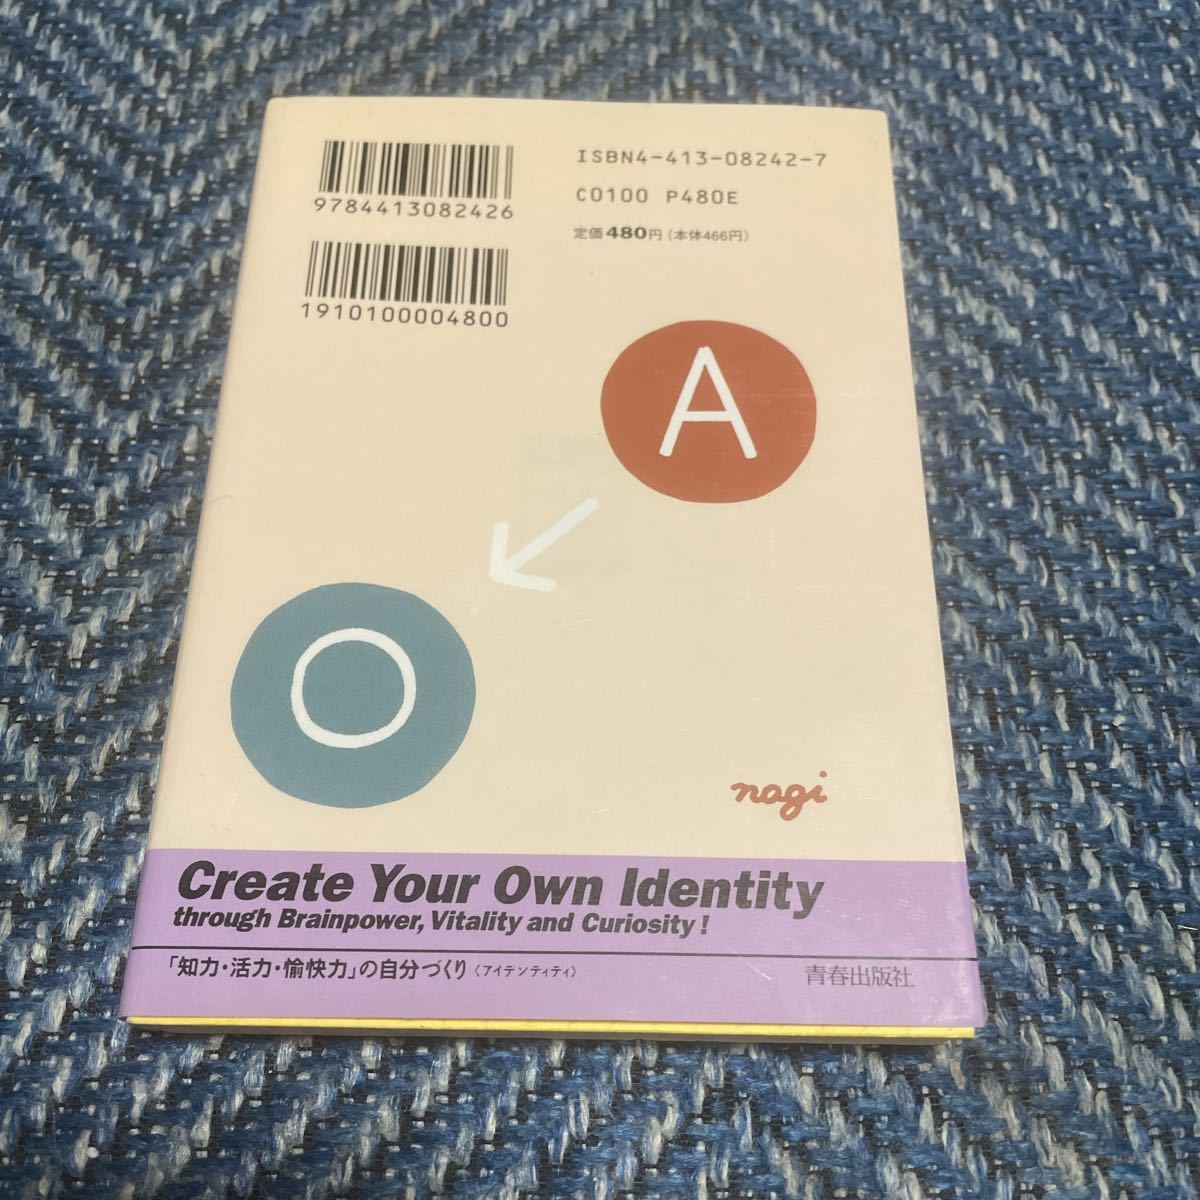 9784413082426
ISBN4-413-08242-7
C0100 P480E
定価480円(本体466円)
1910100004800
A
O
nagi
Create Your Own Identity
through Brainpower, Vitality and Curiosity!
「知力・活力・愉快力」の自分づくり〈アイデンティティ〉
青春出版社